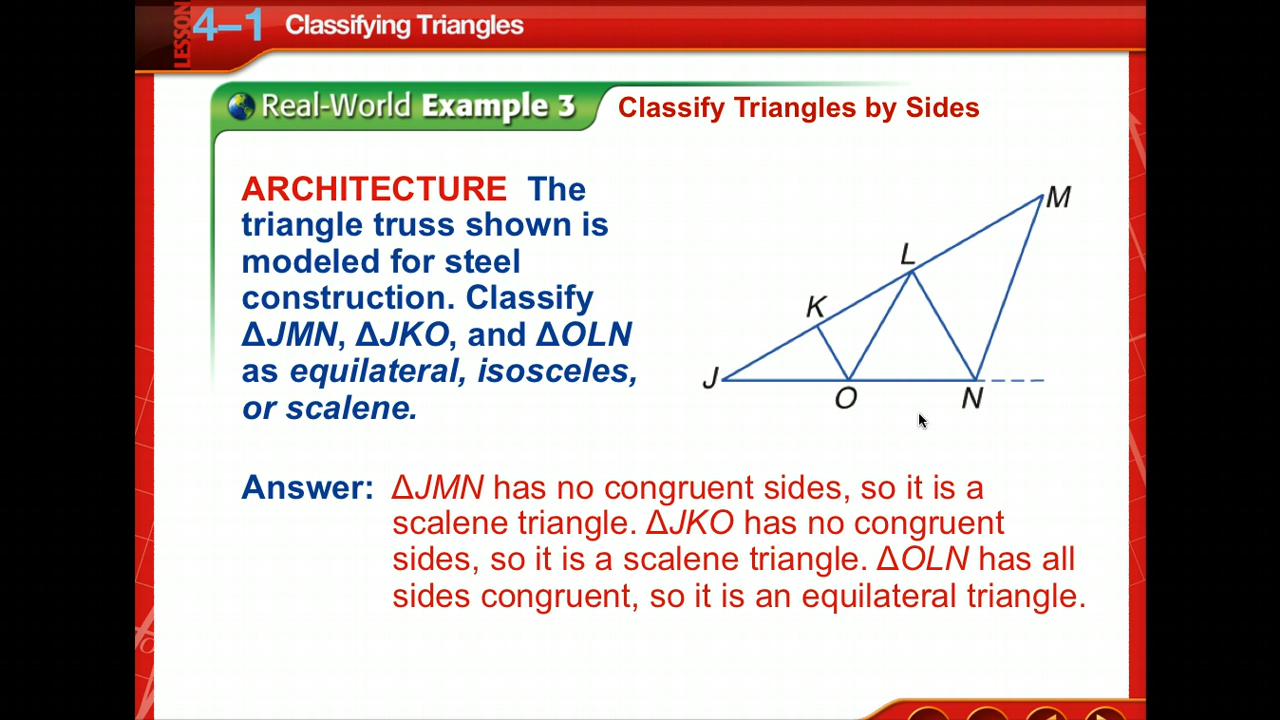 LESSON
4–1 Classifying Triangles
Real-World Example 3 Classify Triangles by Sides
ARCHITECTURE The
triangle truss shown is
modeled for steel
construction. Classify
ΔJMN, ΔJKO, and ΔOLN
as equilateral, isosceles,
or scalene.
M
L
K
J
O
N
Answer: ΔJMN has no congruent sides, so it is a
scalene triangle. ΔJKO has no congruent
sides, so it is a scalene triangle. ΔOLN has all
sides congruent, so it is an equilateral triangle.